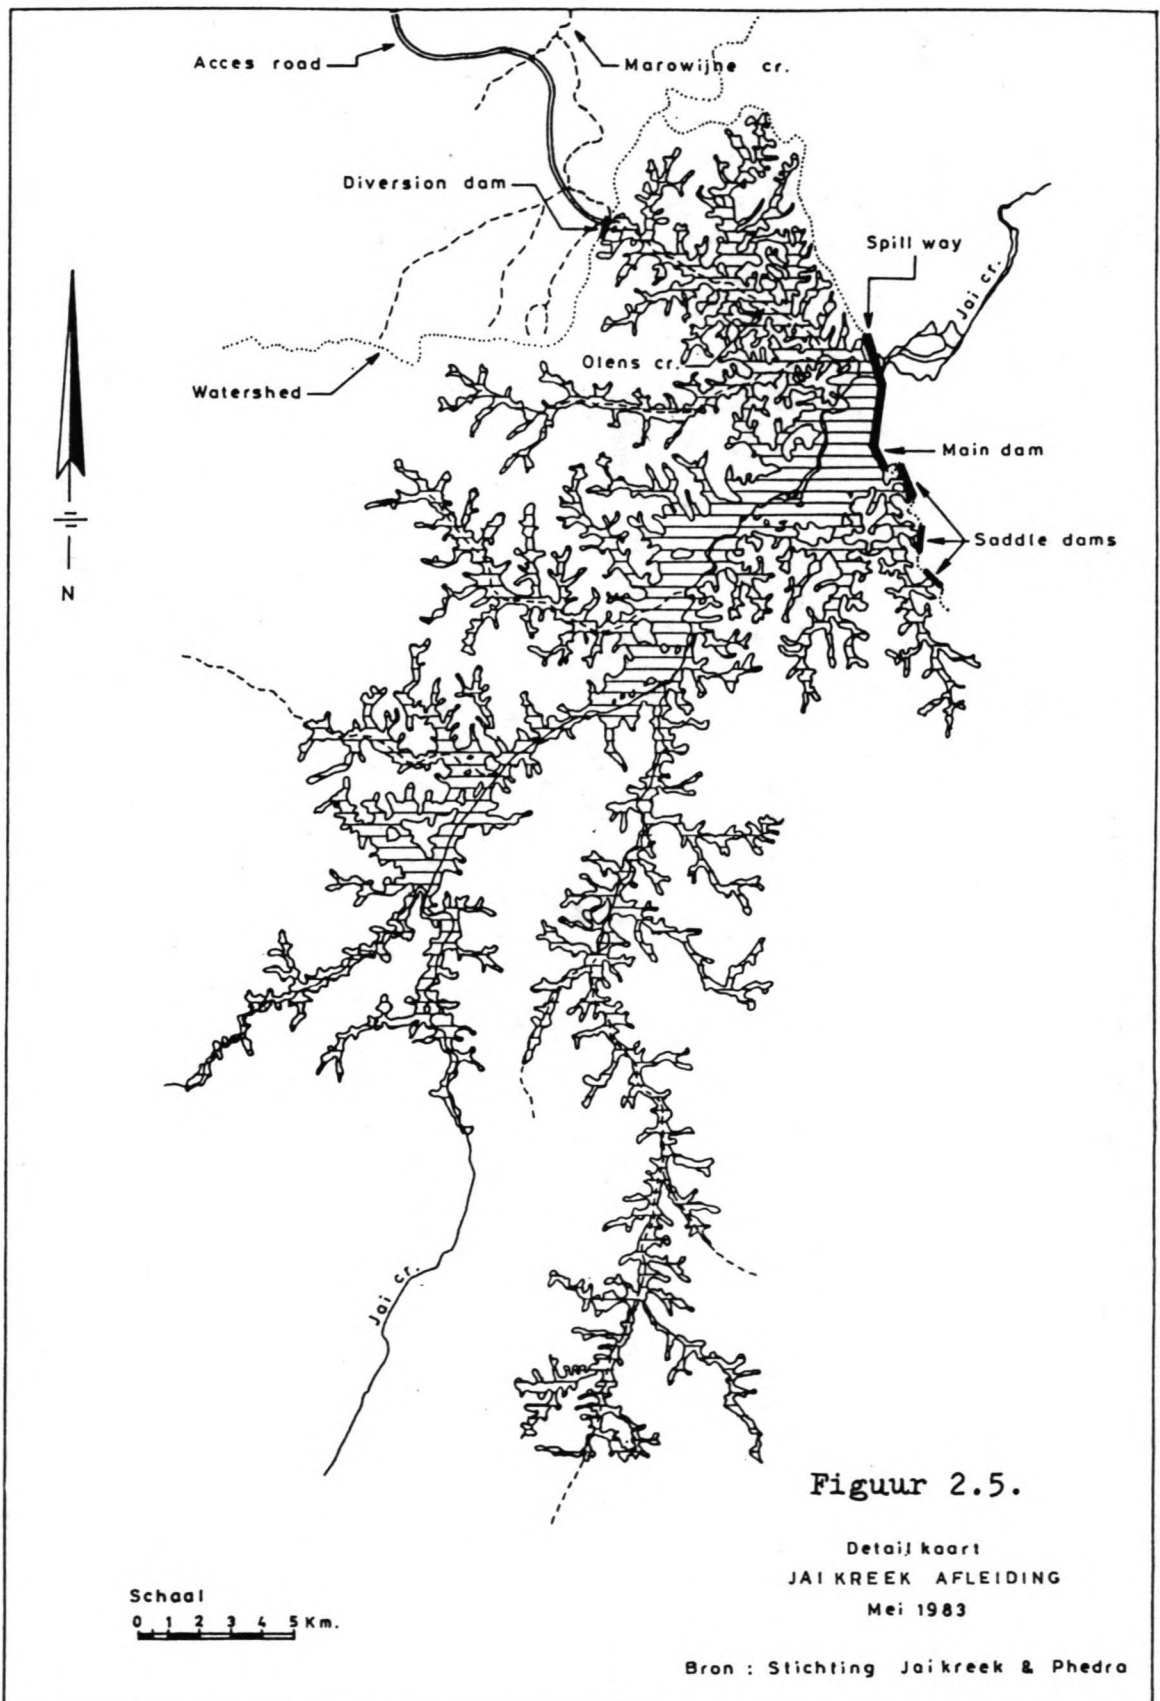 Acces road
Marowijne cr.
Diversion dam
Spill way
Jai cr.
Olens cr.
Watershed
Main dam
Saddle dams
N
Jai cr.
Figuur 2.5.
Detail kaart
JAI KREEK AFLEIDING
Mei 1983
Schaal
0 1 2 3 4 5 Km.
Bron : Stichting Jaikreek & Phedra